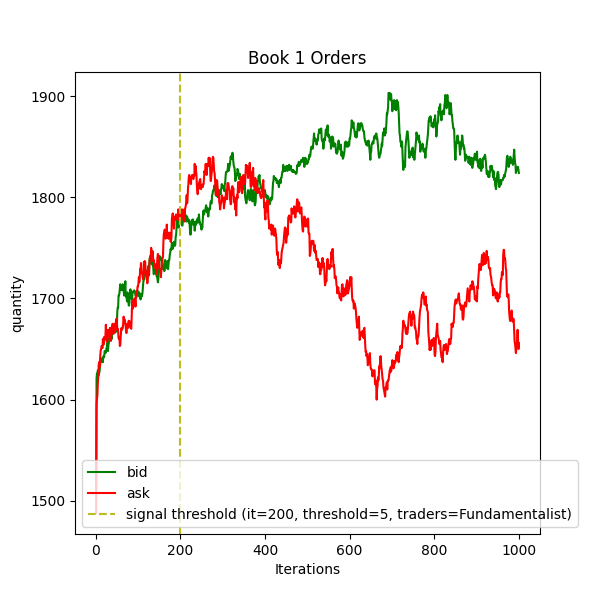 Book 1 Orders
1900
1800
1700
1600
1500
quantity
bid
ask
signal threshold (it=200, threshold=5, traders=Fundamentalist)
0 200 400 600 800 1000
Iterations